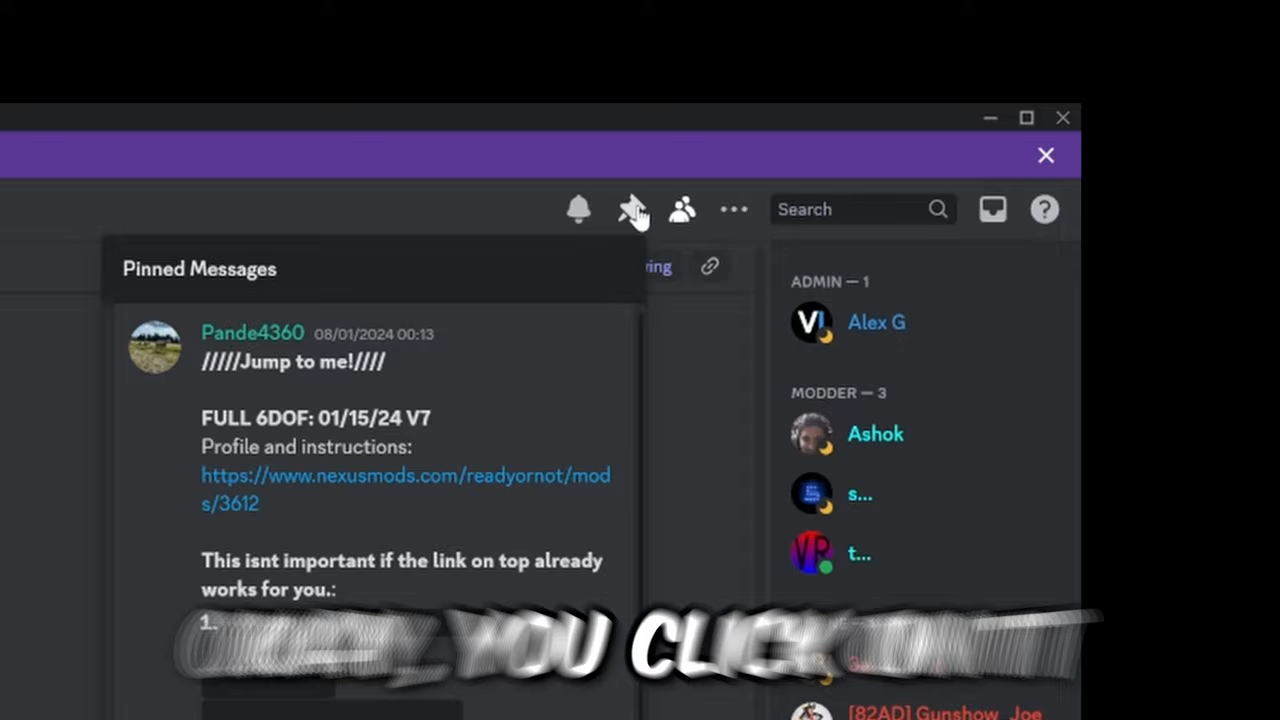 Search
Pinned Messages
ADMIN — 1
Alex G
Pande4360 08/01/2024 00:13
/////Jump to me!////
MODDER — 3
FULL 6DOF: 01/15/24 V7
Ashok
Profile and instructions:
https://www.nexusmods.com/readyornot/mod
s/3612
s...
t...
This isnt important if the link on top already
works for you.:
1.
YOU CLICK ON
[82AD] Gunshow_Joe